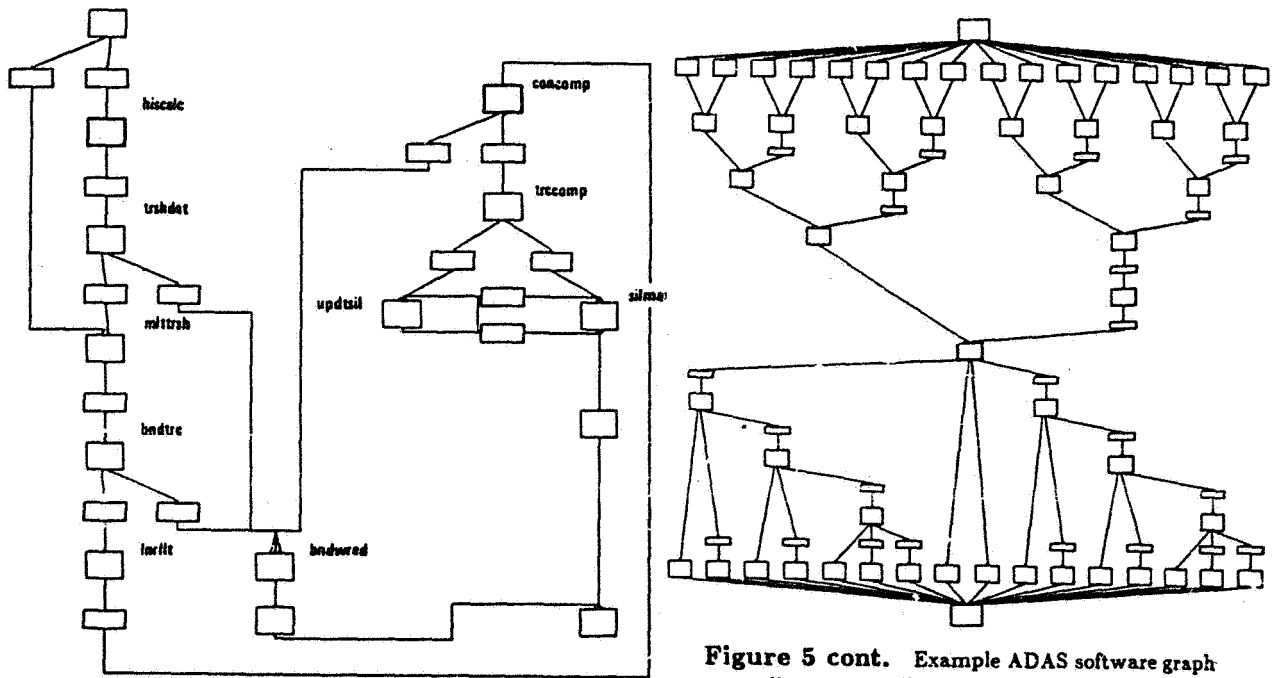 hiscalc
trshdet
mlttrsh
bndtrc
bndwred
concomp
trccomp
updtsil
Figure 5 cont. Example ADAS software graph